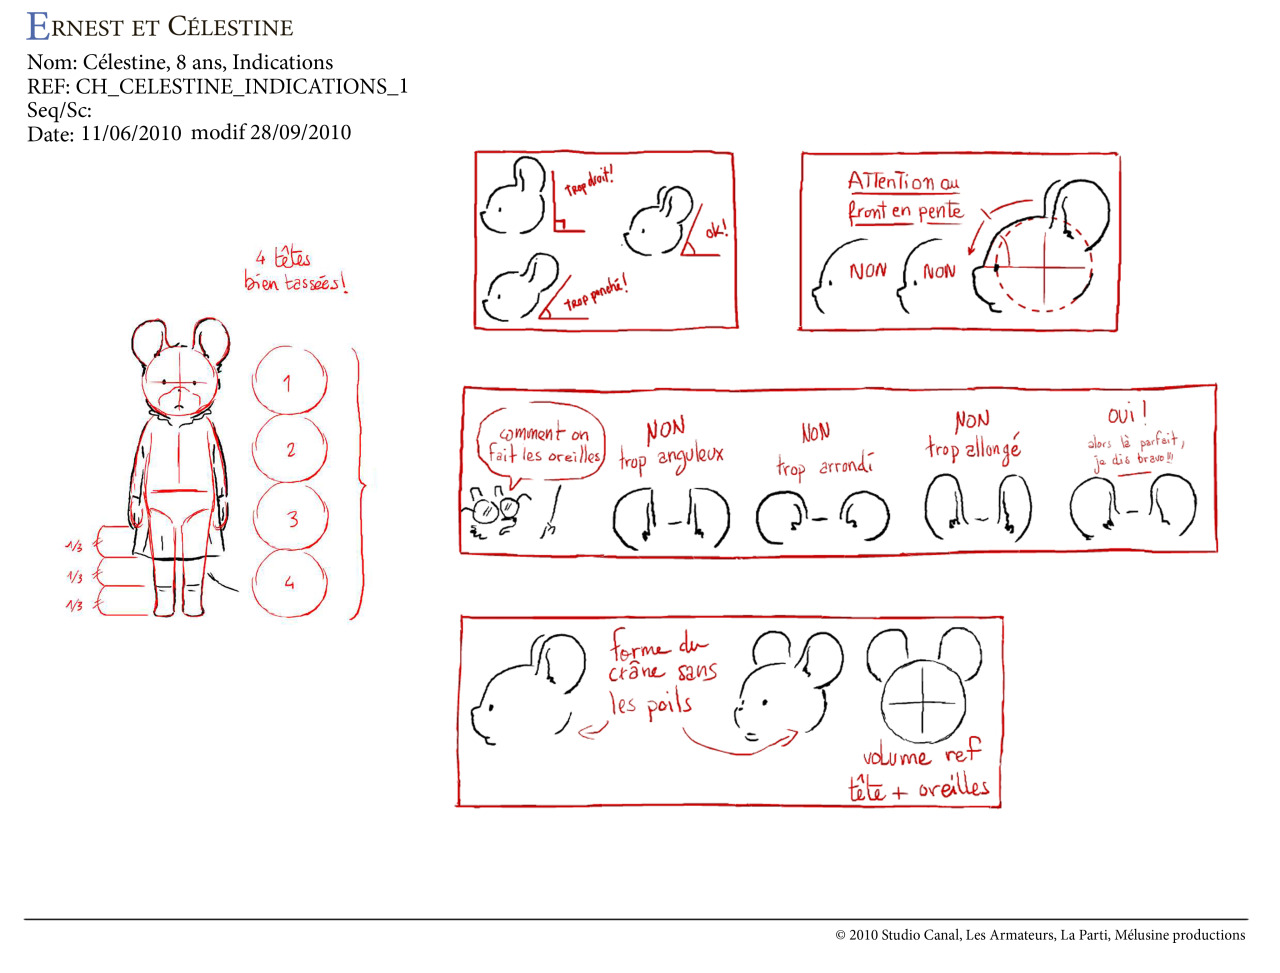 ERNEST ET CÉLESTINE
Nom: Célestine, 8 ans, Indications
REF: CH_CELESTINE_INDICATIONS_1
Seq/Sc:
Date: 11/06/2010 modif 28/09/2010
4 têtes
bien tassées!
1
2
3
4
1/3
1/3
1/3
trop droit!
ok!
trop penché!
ATTENTION au
front en pente
NON
NON
comment on
fait les oreilles
NON
trop anguleux
NON
trop arrondi
NON
trop allongé
OUI!
alors là parfait,
je dis bravo!!!
forme du
crâne sans
les poils
volume ref
tête + oreilles
© 2010 Studio Canal, Les Armateurs, La Parti, Mélusine productions